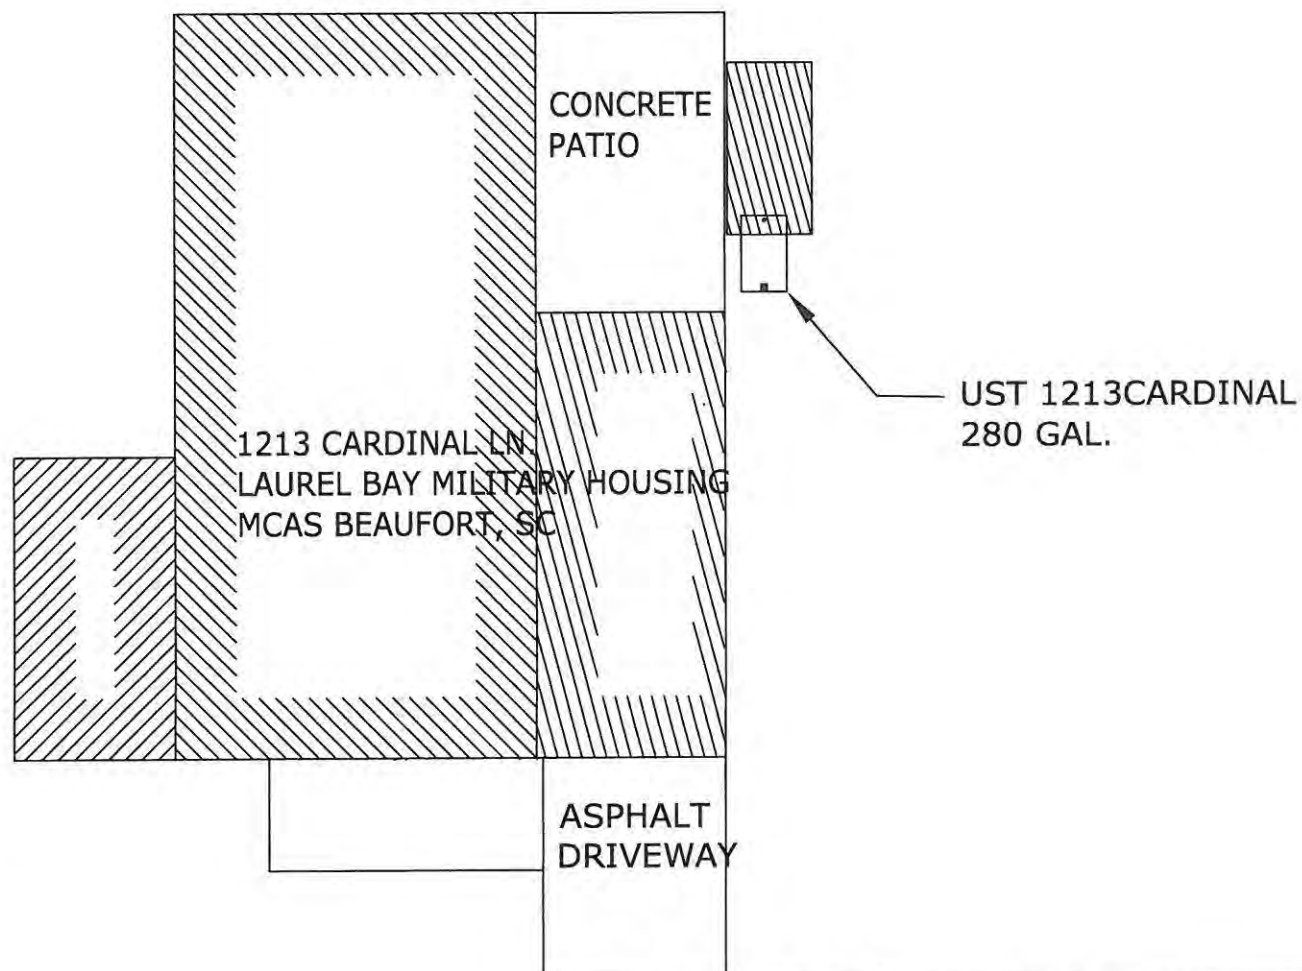 CONCRETE
PATIO
UST 1213CARDINAL
280 GAL.
1213 CARDINAL LN.
LAUREL BAY MILITARY HOUSING
MCAS BEAUFORT, SC
ASPHALT
DRIVEWAY